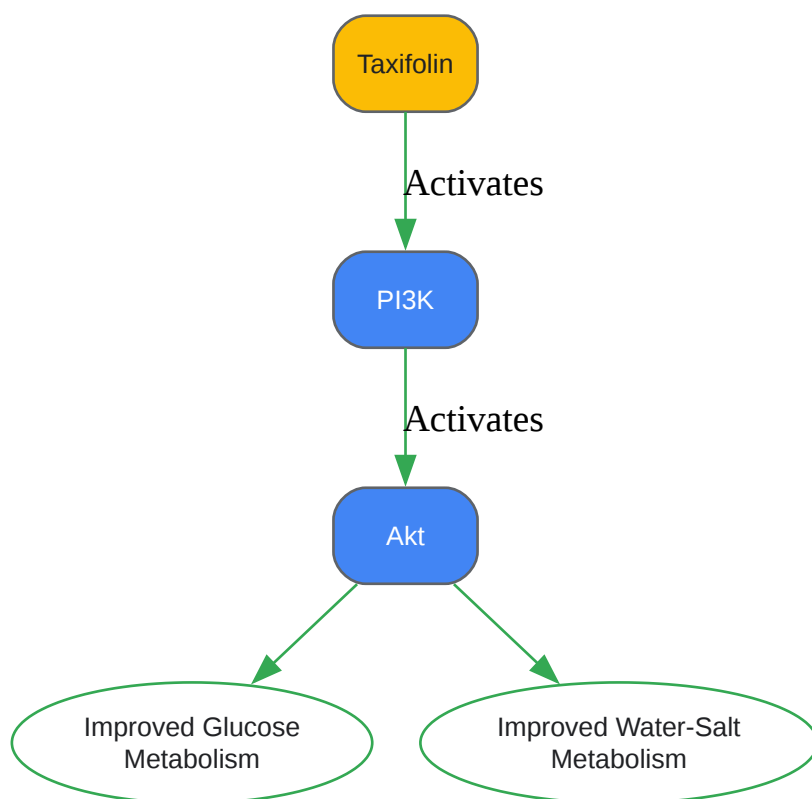 Taxifolin
Activates
PI3K
Activates
Akt
Improved Glucose
Metabolism
Improved Water-Salt
Metabolism